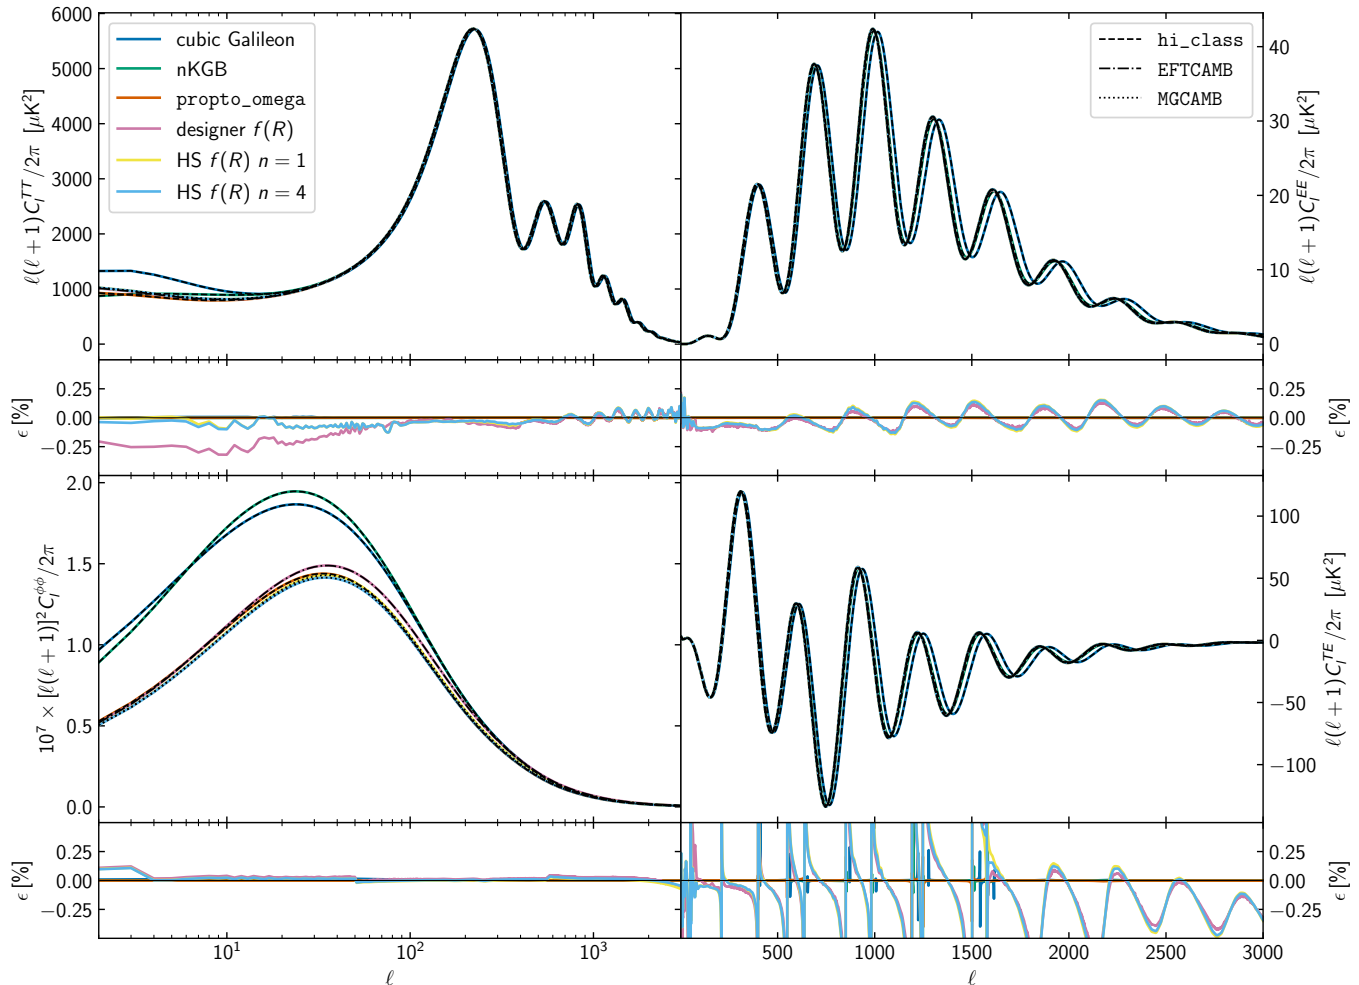 6000
5000
4000
3000
2000
1000
0
ℓ(ℓ + 1)C_l^{TT}/2π [μK²]
cubic Galileon
nKGB
propto_omega
designer f(R)
HS f(R) n = 1
HS f(R) n = 4
hi_class
EFTCAMB
MGCAMB
40
30
20
10
0
ℓ(ℓ + 1)C_l^{EE}/2π [μK²]
0.25
0.00
−0.25
ϵ [%]
0.25
0.00
−0.25
ϵ [%]
2.0
1.5
1.0
0.5
0.0
10⁷ × [ℓ(ℓ + 1)]²C_l^{ϕϕ}/2π
100
50
0
−50
−100
ℓ(ℓ + 1)C_l^{TE}/2π [μK²]
0.25
0.00
−0.25
ϵ [%]
0.25
0.00
−0.25
ϵ [%]
10¹ 10² 10³
ℓ
500 1000 1500 2000 2500 3000
ℓ